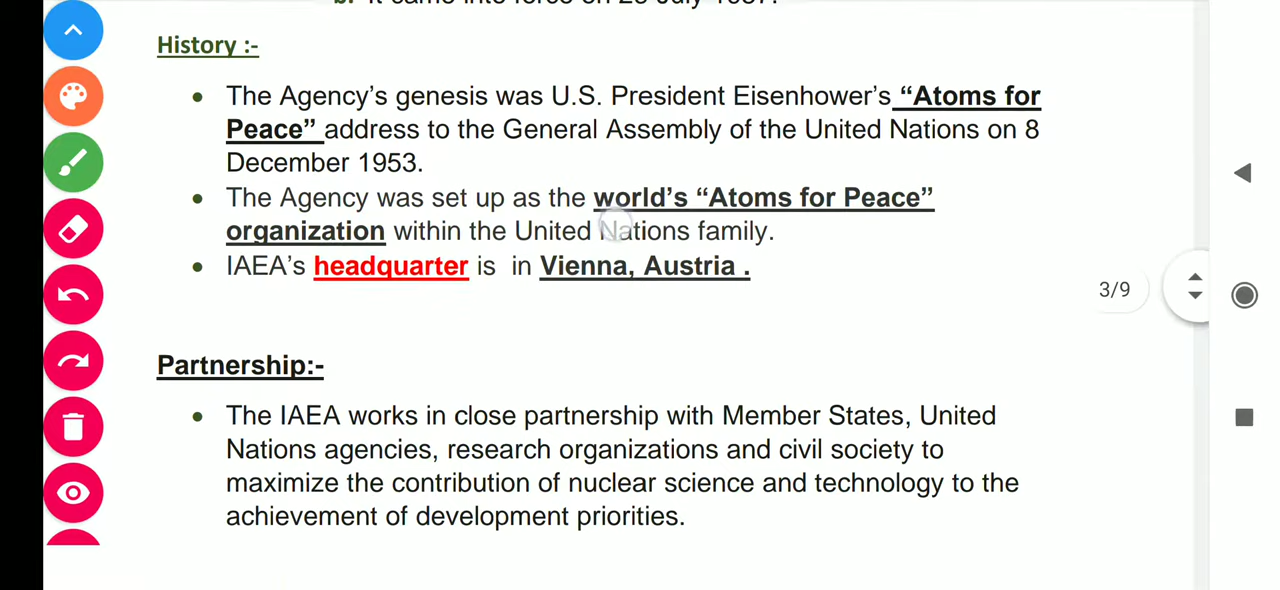 History :-
• The Agency's genesis was U.S. President Eisenhower's “Atoms for
Peace” address to the General Assembly of the United Nations on 8
December 1953.
• The Agency was set up as the world's “Atoms for Peace”
organization within the United Nations family.
• IAEA's headquarter is in Vienna, Austria .
3/9
Partnership:-
• The IAEA works in close partnership with Member States, United
Nations agencies, research organizations and civil society to
maximize the contribution of nuclear science and technology to the
achievement of development priorities.